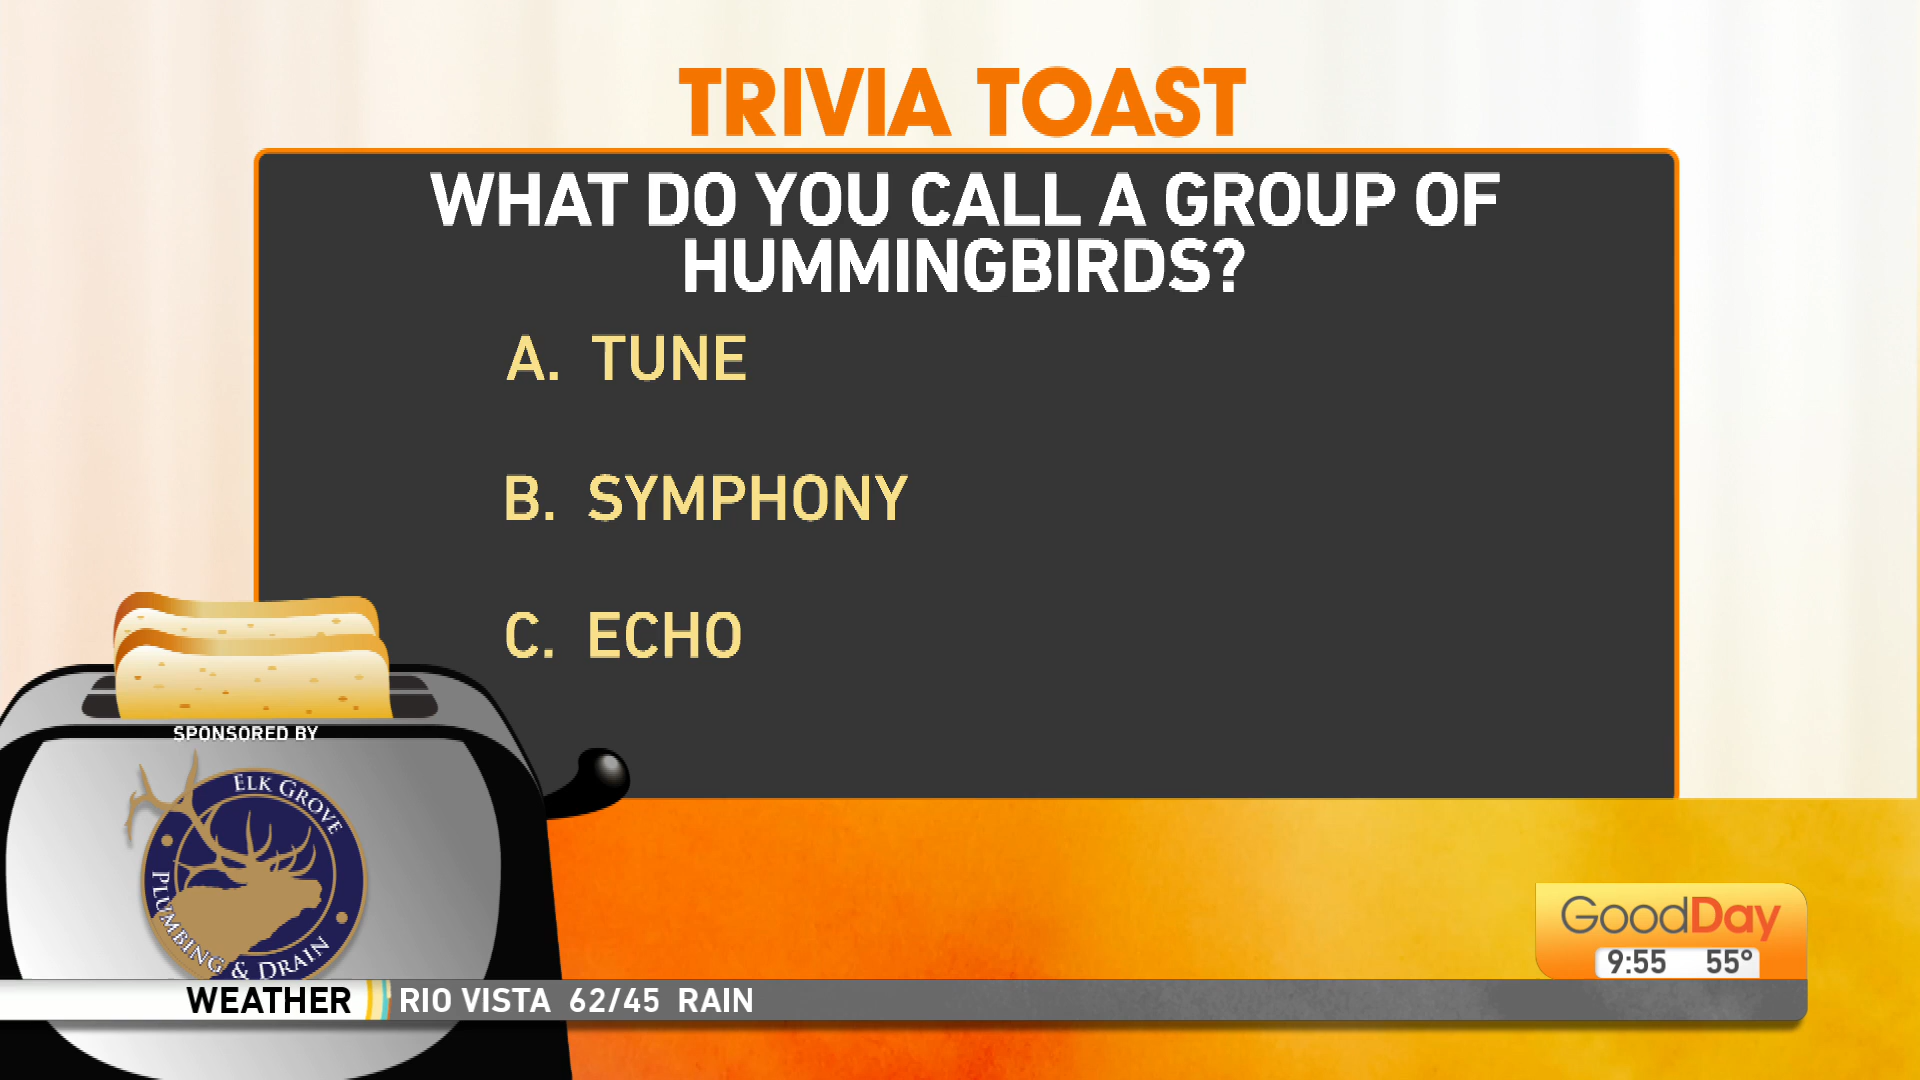 TRIVIA TOAST
WHAT DO YOU CALL A GROUP OF
HUMMINGBIRDS?
A. TUNE
B. SYMPHONY
C. ECHO
SPONSORED BY
ELK GROVE
PLUMBING & DRAIN
GoodDay
9:55 55°
WEATHER RIO VISTA 62/45 RAIN